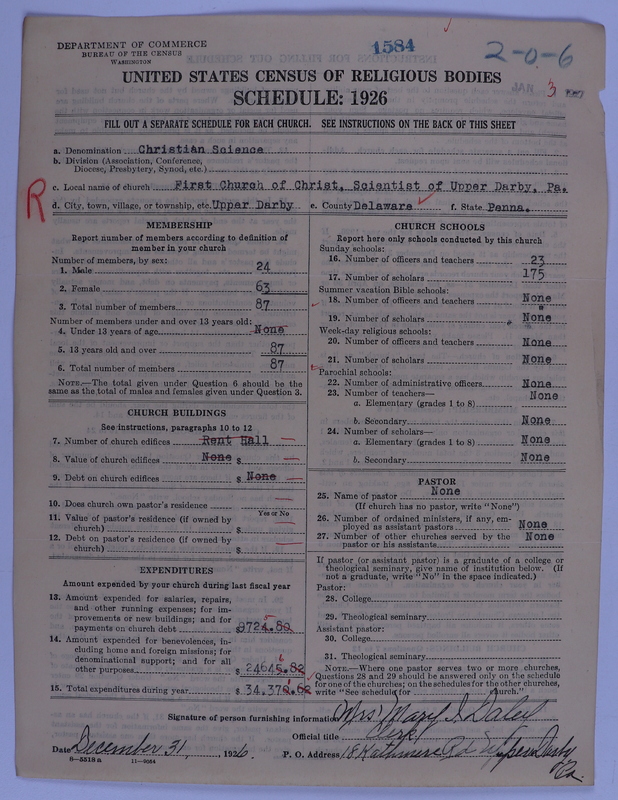 DEPARTMENT OF COMMERCE
BUREAU OF THE CENSUS
WASHINGTON
1584
2-0-6
JAN 3 1927
UNITED STATES CENSUS OF RELIGIOUS BODIES
SCHEDULE: 1926
FILL OUT A SEPARATE SCHEDULE FOR EACH CHURCH. SEE INSTRUCTIONS ON THE BACK OF THIS SHEET
a. Denomination Christian Science
b. Division (Association, Conference, Diocese, Presbytery, Synod, etc.)
c. Local name of church First Church of Christ, Scientist of Upper Darby, Pa.
R
d. City, town, village, or township, etc. Upper Darby e. County Delaware f. State Penna.
MEMBERSHIP
Report number of members according to definition of
member in your church
Number of members, by sex:
1. Male 24
2. Female 63
3. Total number of members 87
Number of members under and over 13 years old:
4. Under 13 years of age None
5. 13 years old and over 87
6. Total number of members 87
NOTE.—The total given under Question 6 should be the
same as the total of males and females given under Question 3.
CHURCH BUILDINGS
See instructions, paragraphs 10 to 12
7. Number of church edifices Rent Hall
8. Value of church edifices None $
9. Debt on church edifices $ None
10. Does church own pastor's residence
Yes or No
11. Value of pastor's residence (if owned by
church) $
12. Debt on pastor's residence (if owned by
church) $
EXPENDITURES
Amount expended by your church during last fiscal year
13. Amount expended for salaries, repairs,
and other running expenses; for im-
provements or new buildings; and for
payments on church debt $9724.80
14. Amount expended for benevolences, in-
cluding home and foreign missions; for
denominational support; and for all
other purposes $ 24645.82
15. Total expenditures during year $ 34,370.62
CHURCH SCHOOLS
Report here only schools conducted by this church
Sunday schools:
16. Number of officers and teachers 23
17. Number of scholars 175
Summer vacation Bible schools:
18. Number of officers and teachers None
19. Number of scholars None
Week-day religious schools:
20. Number of officers and teachers None
21. Number of scholars None
Parochial schools:
22. Number of administrative officers None
23. Number of teachers—
a. Elementary (grades 1 to 8) None
b. Secondary None
24. Number of scholars—
a. Elementary (grades 1 to 8) None
b. Secondary None
PASTOR
25. Name of pastor None
(If church has no pastor, write "None")
26. Number of ordained ministers, if any, em-
ployed as assistant pastors None
27. Number of other churches served by the
pastor or his assistants None
If pastor (or assistant pastor) is a graduate of a college or
theological seminary, give name of institution below. (If
not a graduate, write "No" in the space indicated.)
Pastor:
28. College
29. Theological seminary
Assistant pastor:
30. College
31. Theological seminary
NOTE.—Where one pastor serves two or more churches,
Questions 28 and 29 should be answered only on the schedule
for one of the churches; on the schedules for the other churches,
write "See schedule for church."
Signature of person furnishing information Mrs. Mary I. Daley
Official title Clerk
Date December 31, 1926. P. O. Address 18 Kathmere Rd Upper Darby
Pa.
8—5518 a 11—9054